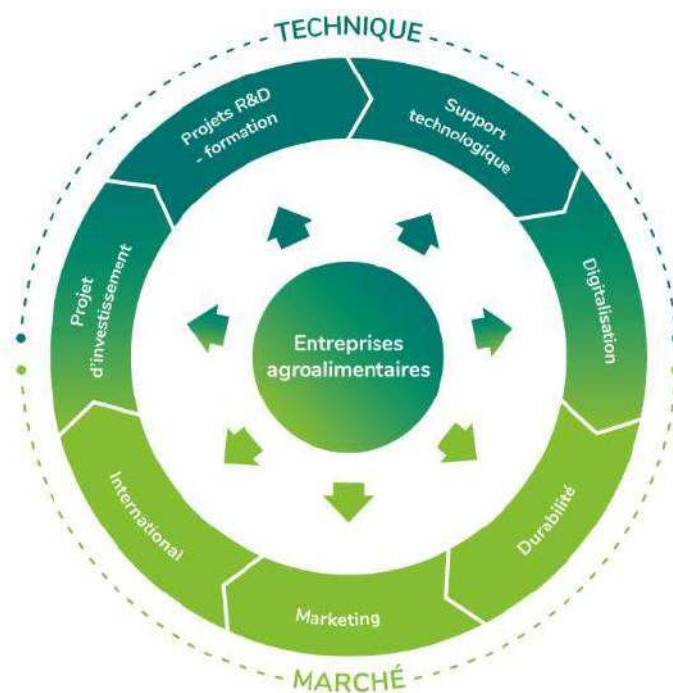 TECHNIQUE
Projets R&D
- formation
Support
technologique
Projet
d'investissement
Digitalisation
Entreprises
agroalimentaires
International
Durabilité
Marketing
MARCHÉ